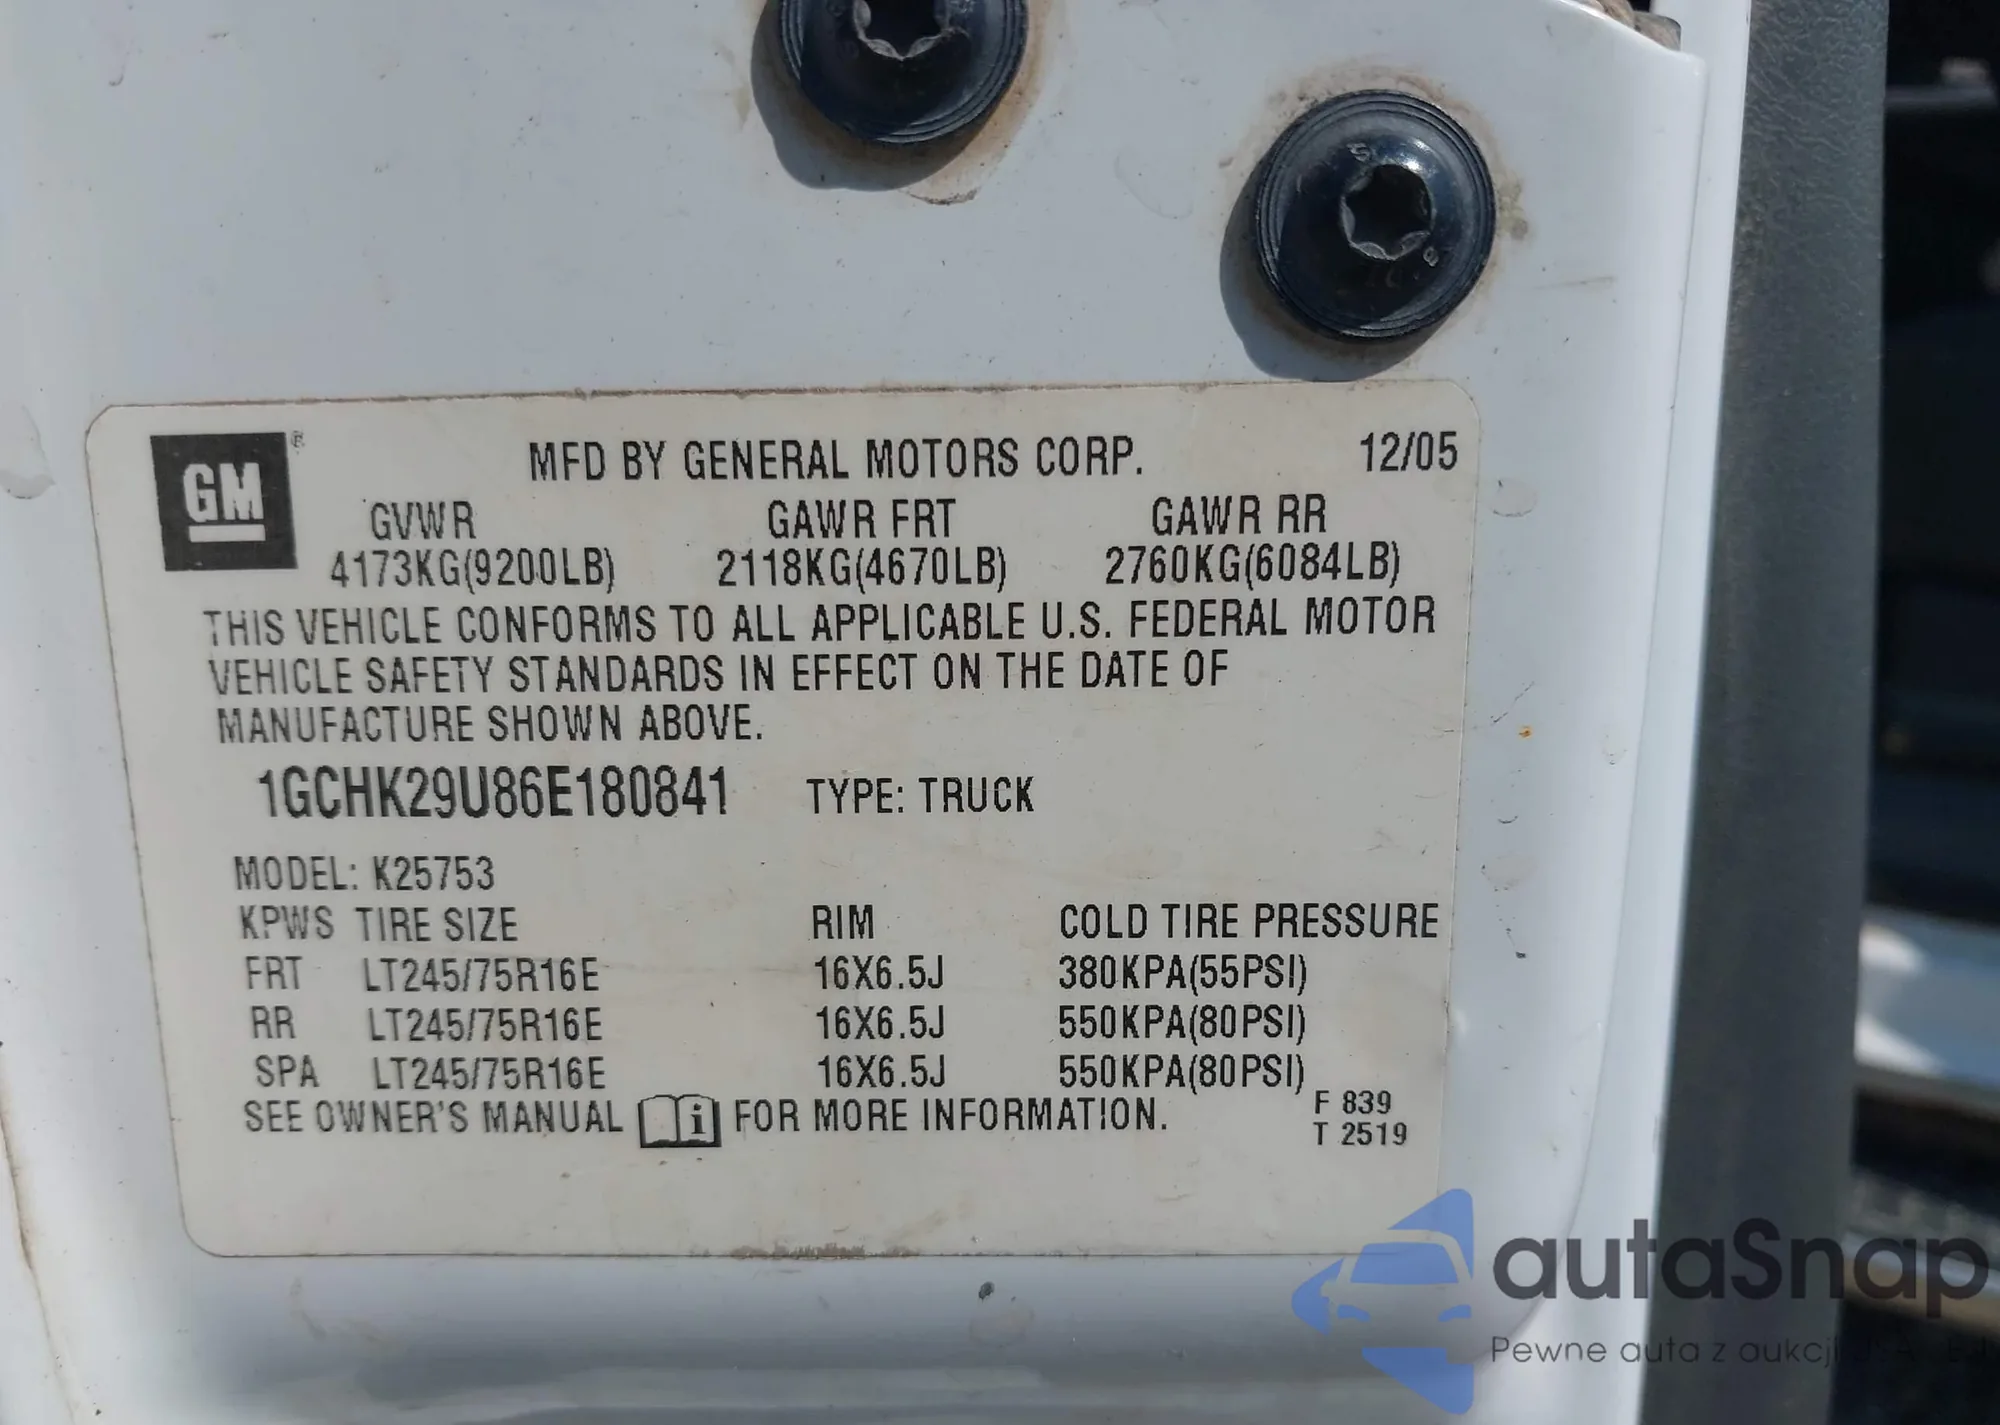 GM ®
MFD BY GENERAL MOTORS CORP. 12/05
GVWR GAWR FRT GAWR RR
4173KG(9200LB) 2118KG(4670LB) 2760KG(6084LB)
THIS VEHICLE CONFORMS TO ALL APPLICABLE U.S. FEDERAL MOTOR
VEHICLE SAFETY STANDARDS IN EFFECT ON THE DATE OF
MANUFACTURE SHOWN ABOVE.
1GCHK29U86E180841 TYPE: TRUCK
MODEL: K25753
KPWS TIRE SIZE RIM COLD TIRE PRESSURE
FRT LT245/75R16E 16X6.5J 380KPA(55PSI)
RR LT245/75R16E 16X6.5J 550KPA(80PSI)
SPA LT245/75R16E 16X6.5J 550KPA(80PSI)
SEE OWNER'S MANUAL i FOR MORE INFORMATION.
F 839
T 2519
autaSnap
Pewne auta z aukcji